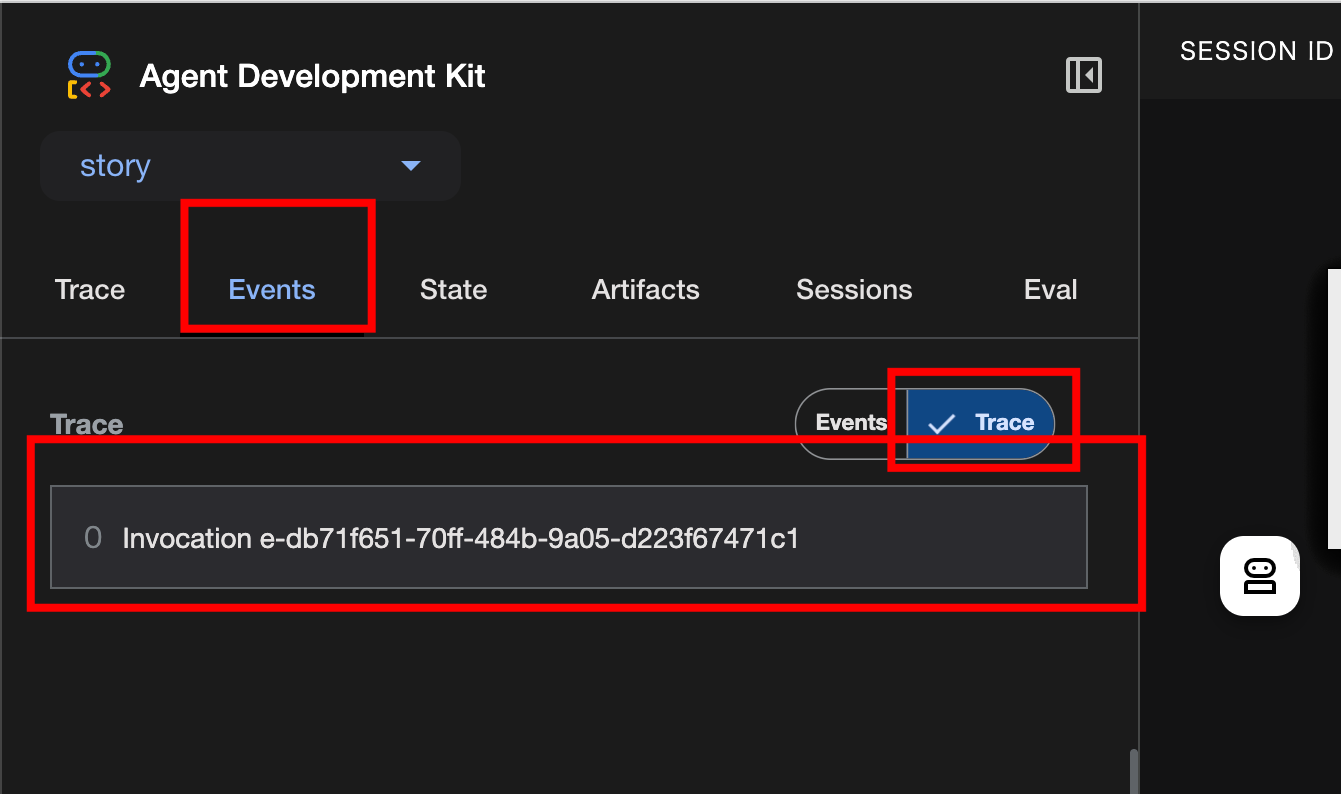 Agent Development Kit
SESSION ID
story
Trace Events State Artifacts Sessions Eval
Trace
Events Trace
0 Invocation e-db71f651-70ff-484b-9a05-d223f67471c1